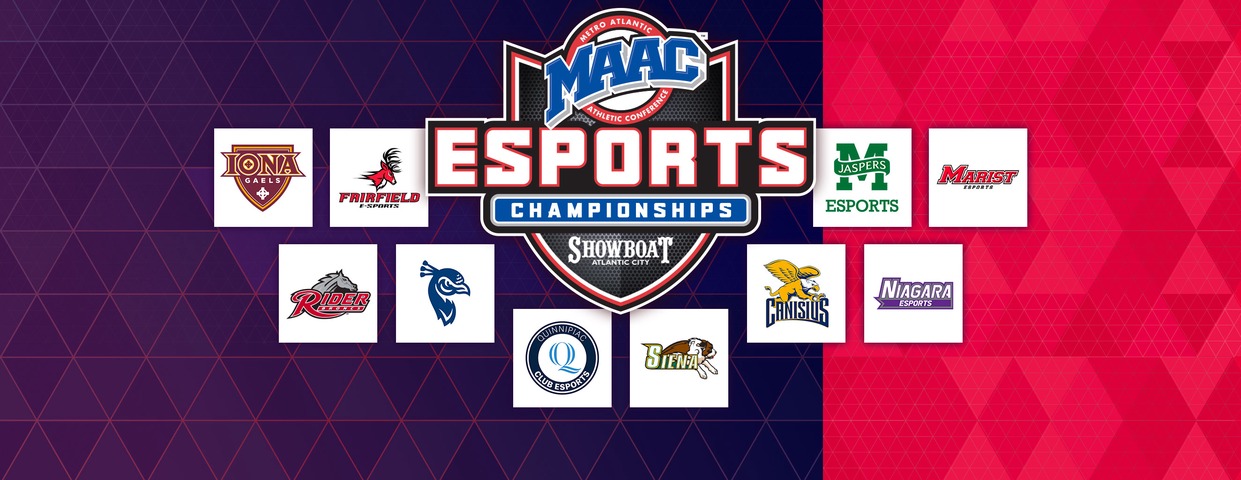 METRO ATLANTIC
MAAC
™
ATHLETIC CONFERENCE
ESPORTS
CHAMPIONSHIPS
SHOWBOAT
ATLANTIC CITY
IONA
GAELS
FAIRFIELD
E-SPORTS
M
JASPERS
ESPORTS
MARIST
ESPORTS
RIDER
CANISIUS
NIAGARA
ESPORTS
QUINNIPIAC
Q
CLUB ESPORTS
SIENA